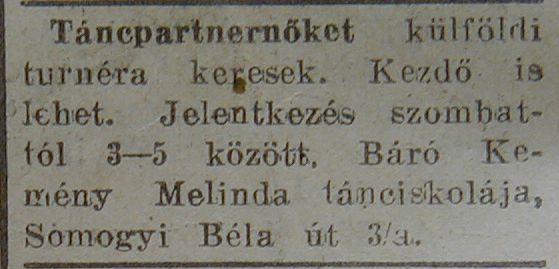 Táncpartnernőket külföldi
turnéra keresek. Kezdő is
lehet. Jelentkezés szombat-
tól 3—5 között, Báró Ke-
mény Melinda tánciskolája,
Somogyi Béla út 3/a.